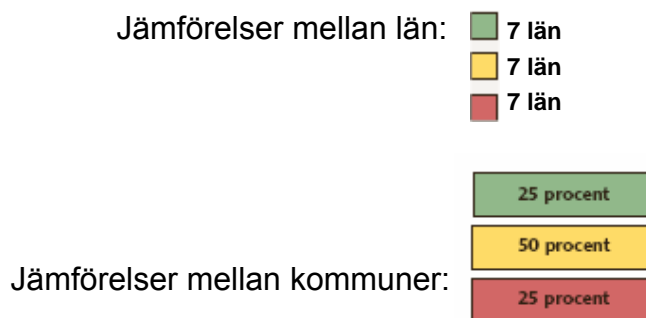 Jämförelser mellan län:
7 län
7 län
7 län
25 procent
50 procent
Jämförelser mellan kommuner:
25 procent